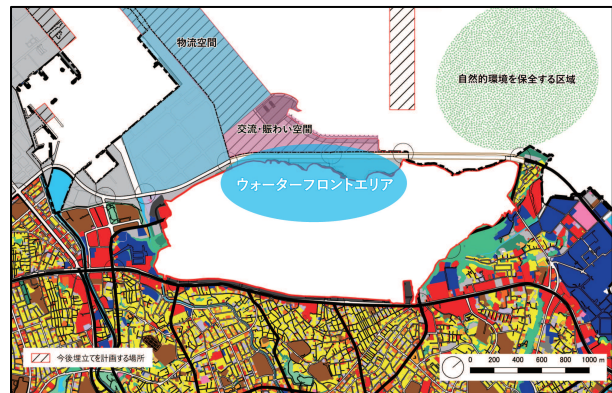 物流空間
自然的環境を保全する区域
交流・賑わい空間
ウォーターフロントエリア
今後埋立てを計画する場所
0 200 400 600 800 1000 m